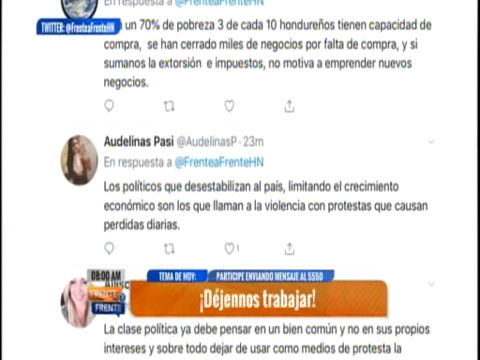 En respuesta a @FrenteaFrenteHN
TWITTER: @FrenteaFrenteHN
un 70% de pobreza 3 de cada 10 hondureños tienen capacidad de
compra, se han cerrado miles de negocios por falta de compra, y si
sumanos la extorsión e impuestos, no motiva a emprender nuevos
negocios.
Audelinas Pasi @AudelinasP · 23m
En respuesta a @FrenteaFrenteHN
Los políticos que desestabilizan al país, limitando el crecimiento
económico son los que llaman a la violencia con protestas que causan
perdidas diarias.
1
08:00 AM
TEMA DE HOY:
PARTICIPE ENVIANDO MENSAJE AL 5550
FRENTE
FRENTE
¡Déjennos trabajar!
La clase política ya debe pensar en un bien común y no en sus propios
intereses y sobre todo dejar de usar como medios de protesta la